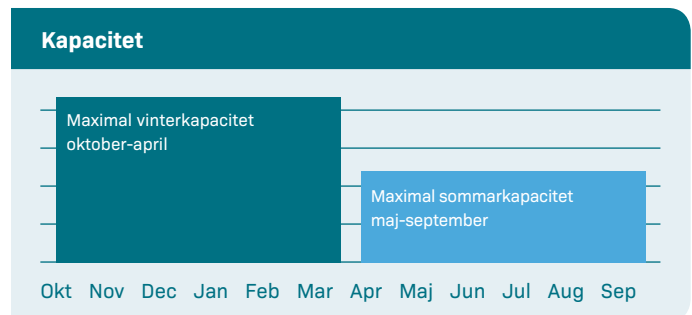 Kapacitet
Maximal vinterkapacitet
oktober-april
Maximal sommarkapacitet
maj-september
Okt Nov Dec Jan Feb Mar Apr Maj Jun Jul Aug Sep